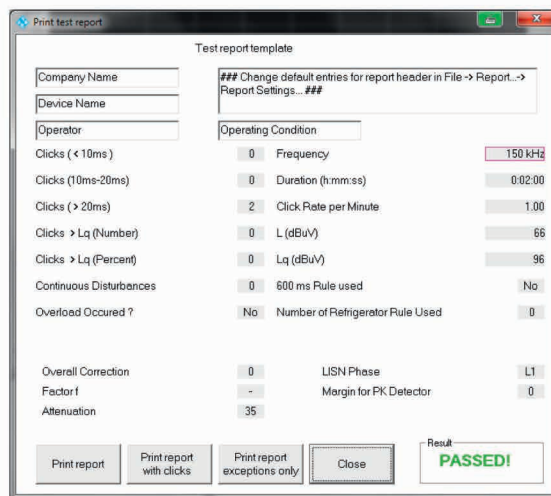 Print test report
Test report template
Company Name
### Change default entries for report header in File -> Report...->
Report Settings... ###
Device Name
Operator
Operating Condition
Clicks ( < 10ms ) 0 Frequency 150 kHz
Clicks (10ms-20ms) 0 Duration (h:mm:ss) 0:02:00
Clicks ( > 20ms) 2 Click Rate per Minute 1.00
Clicks > Lq (Number) 0 L (dBuV) 66
Clicks > Lq (Percent) 0 Lq (dBuV) 96
Continuous Disturbances 0 600 ms Rule used No
Overload Occured ? No Number of Refrigerator Rule Used 0
Overall Correction 0 LISN Phase L1
Factor f - Margin for PK Detector 0
Attenuation 35
Print report
Print report
with clicks
Print report
exceptions only
Close
Result
PASSED!